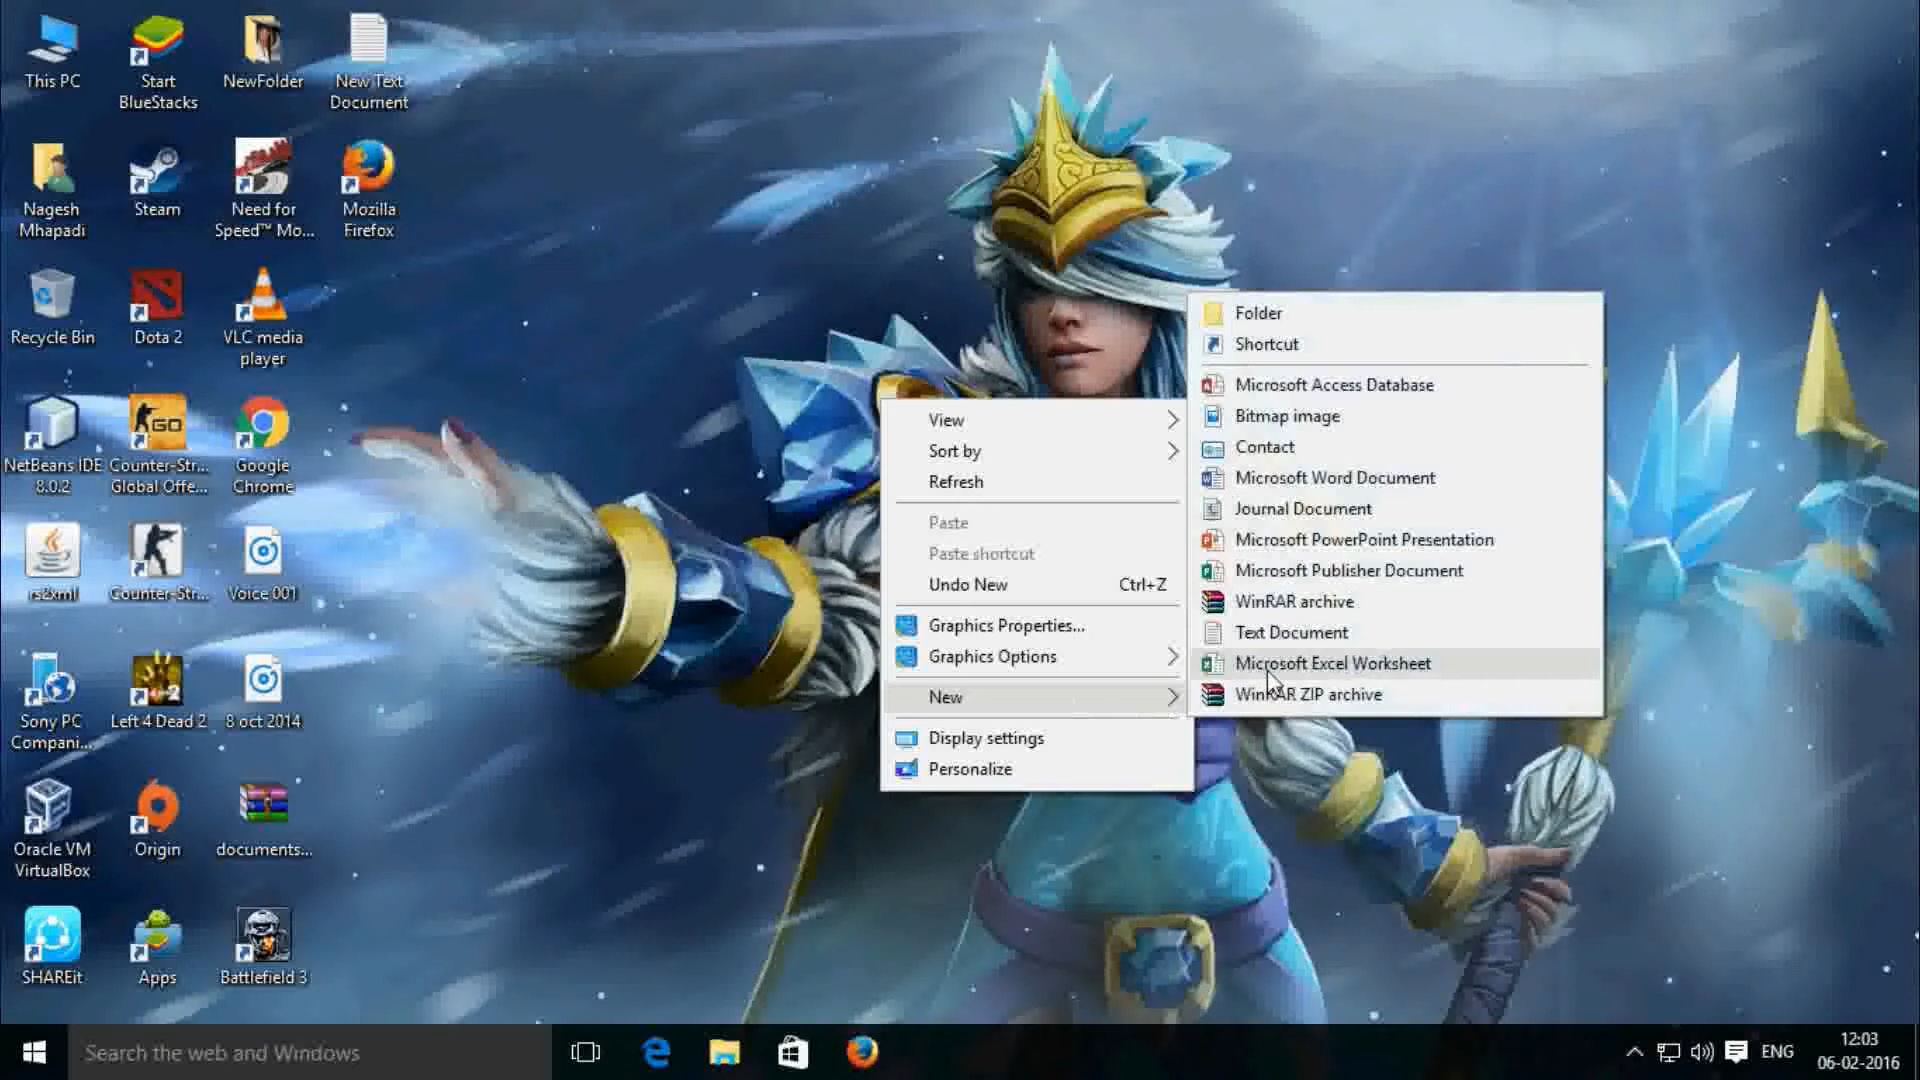 This PC
Start
BlueStacks
NewFolder
New Text
Document
Nagesh
Mhapadi
Steam
Need for
Speed™ Mo...
Mozilla
Firefox
Recycle Bin
Dota 2
VLC media
player
NetBeans IDE
8.0.2
Counter-Str...
Global Offe...
Google
Chrome
rs2xml
Counter-Str...
Voice 001
Sony PC
Compani...
Left 4 Dead 2
8 oct 2014
Oracle VM
VirtualBox
Origin
documents...
SHAREit
Apps
Battlefield 3
View
Sort by
Refresh
Paste
Paste shortcut
Undo New Ctrl+Z
Graphics Properties...
Graphics Options
New
Display settings
Personalize
Folder
Shortcut
Microsoft Access Database
Bitmap image
Contact
Microsoft Word Document
Journal Document
Microsoft PowerPoint Presentation
Microsoft Publisher Document
WinRAR archive
Text Document
Microsoft Excel Worksheet
WinRAR ZIP archive
Search the web and Windows
ENG
12:03
06-02-2016